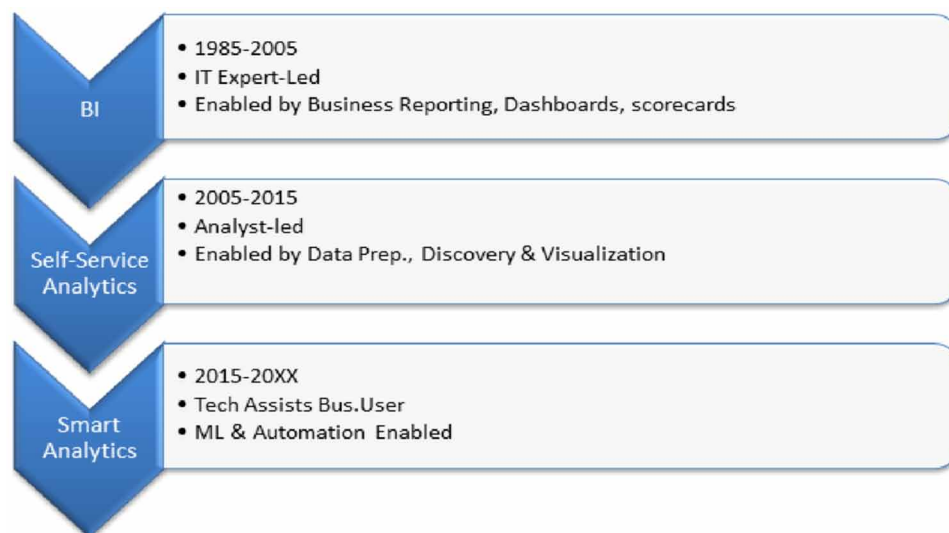 BI
• 1985-2005
• IT Expert-Led
• Enabled by Business Reporting, Dashboards, scorecards
Self-Service
Analytics
• 2005-2015
• Analyst-led
• Enabled by Data Prep., Discovery & Visualization
Smart
Analytics
• 2015-20XX
• Tech Assists Bus.User
• ML & Automation Enabled